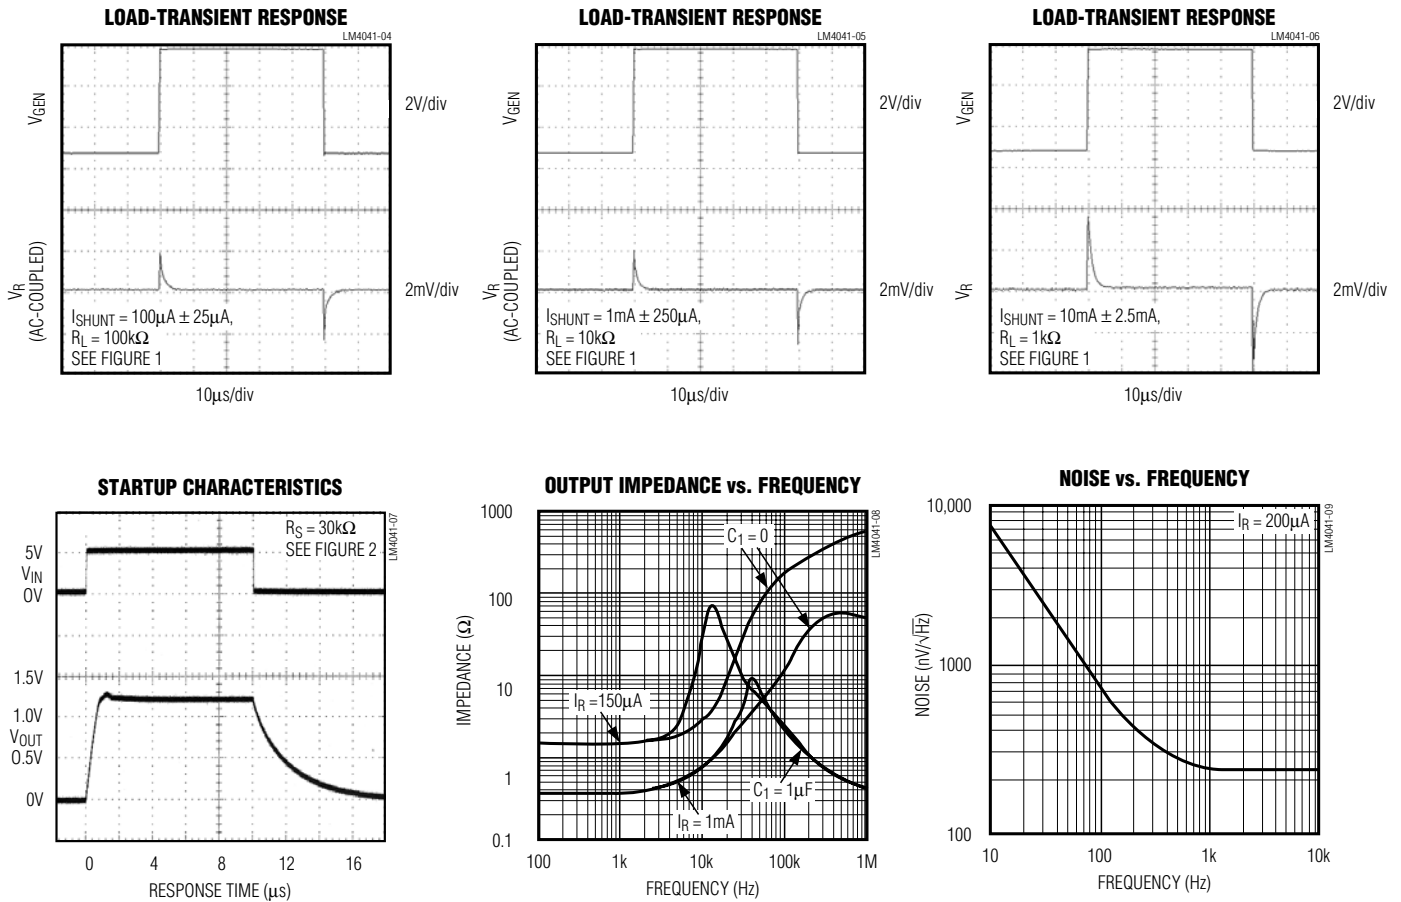 LOAD-TRANSIENT RESPONSE
LM4041-04
VGEN
2V/div
VR
(AC-COUPLED)
2mV/div
ISHUNT = 100µA ± 25µA,
RL = 100kΩ
SEE FIGURE 1
10µs/div
LOAD-TRANSIENT RESPONSE
LM4041-05
VGEN
2V/div
VR
(AC-COUPLED)
2mV/div
ISHUNT = 1mA ± 250µA,
RL = 10kΩ
SEE FIGURE 1
10µs/div
LOAD-TRANSIENT RESPONSE
LM4041-06
VGEN
2V/div
VR
2mV/div
ISHUNT = 10mA ± 2.5mA,
RL = 1kΩ
SEE FIGURE 1
10µs/div
STARTUP CHARACTERISTICS
RS = 30kΩ
SEE FIGURE 2
LM4041-07
5V
VIN
0V
1.5V
1.0V
VOUT
0.5V
0V
0 4 8 12 16
RESPONSE TIME (µs)
OUTPUT IMPEDANCE vs. FREQUENCY
LM4041-08
1000
100
10
1
0.1
IMPEDANCE (Ω)
C1 = 0
IR = 150µA
C1 = 1µF
IR = 1mA
100 1k 10k 100k 1M
FREQUENCY (Hz)
NOISE vs. FREQUENCY
LM4041-09
IR = 200µA
10,000
1000
100
NOISE (nV/√Hz)
10 100 1k 10k
FREQUENCY (Hz)